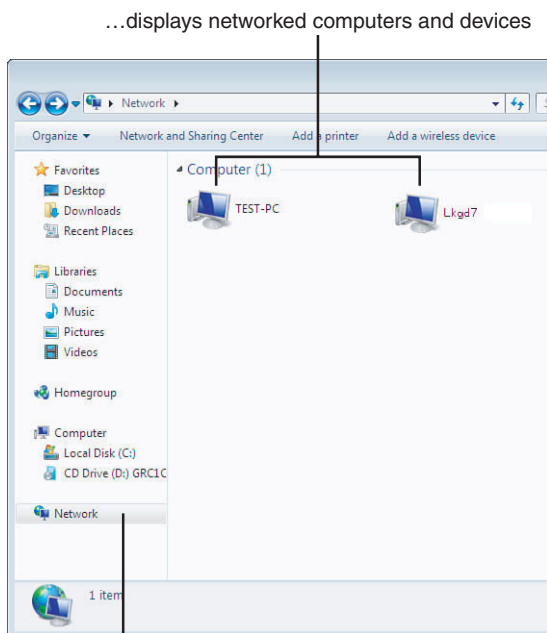 …displays networked computers and devices
Network
Organize Network and Sharing Center Add a printer Add a wireless device
Favorites
Desktop
Downloads
Recent Places
Libraries
Documents
Music
Pictures
Videos
Homegroup
Computer
Local Disk (C:)
CD Drive (D:) GRC1C
Network
Computer (1)
TEST-PC Lkgd7
1 item